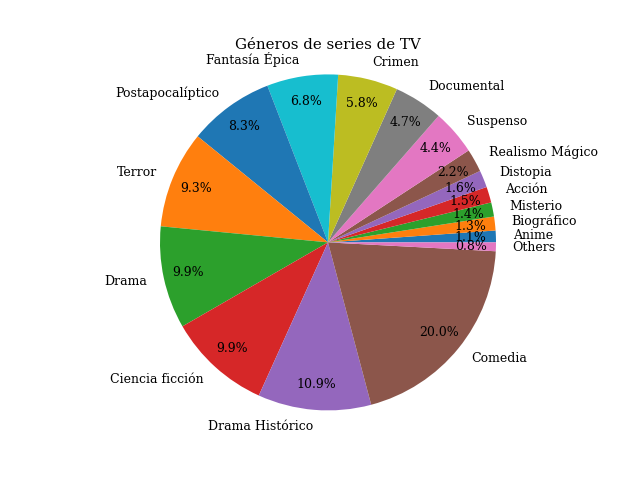 Géneros de series de TV
Fantasía Épica
Crimen
Documental
Postapocalíptico
Suspenso
Realismo Mágico
Terror
Distopia
Acción
Misterio
Biográfico
Anime
Others
Drama
Comedia
Ciencia ficción
Drama Histórico
6.8%
5.8%
4.7%
8.3%
4.4%
2.2%
9.3%
1.6%
1.5%
1.4%
1.3%
1.1%
0.8%
9.9%
20.0%
9.9%
10.9%